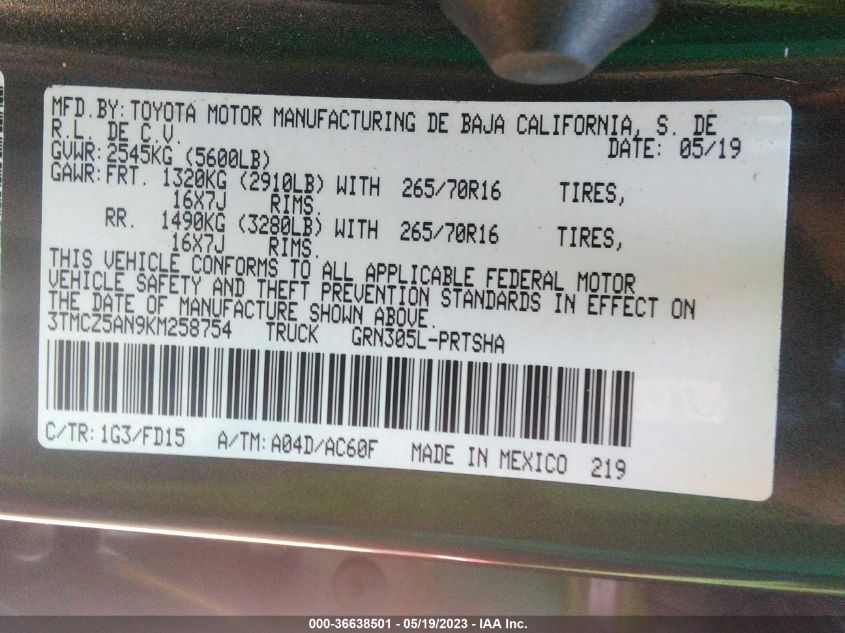 MFD.BY: TOYOTA MOTOR MANUFACTURING DE BAJA CALIFORNIA, S. DE
R.L. DE C.V. DATE: 05/19
GVWR: 2545KG (5600LB)
GAWR: FRT. 1320KG (2910LB) WITH 265/70R16 TIRES,
16X7J RIMS.
RR. 1490KG (3280LB) WITH 265/70R16 TIRES,
16X7J RIMS.
THIS VEHICLE CONFORMS TO ALL APPLICABLE FEDERAL MOTOR
VEHICLE SAFETY AND THEFT PREVENTION STANDARDS IN EFFECT ON
THE DATE OF MANUFACTURE SHOWN ABOVE.
3TMCZ5AN9KM258754 TRUCK GRN305L-PRTSHA
C/TR: 1G3/FD15 A/TM: A04D/AC60F MADE IN MEXICO 219
000-36638501 - 05/19/2023 - IAA Inc.